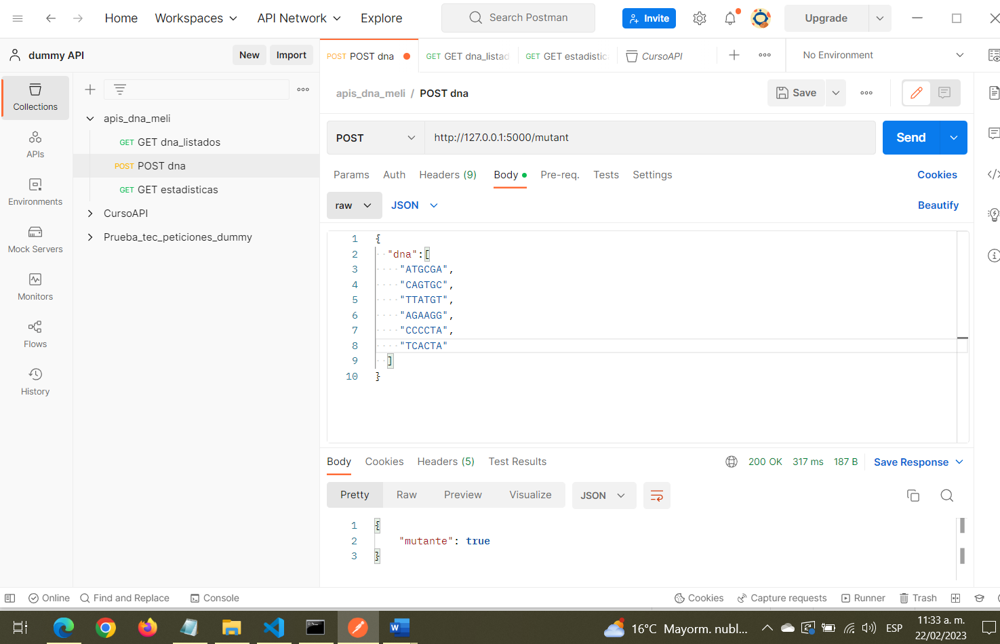 Home Workspaces API Network Explore Search Postman Invite Upgrade
dummy API New Import
POST POST dna GET GET dna_listad GET GET estadistic CursoAPI No Environment
Collections
APIs
Environments
Mock Servers
Monitors
Flows
History
apis_dna_meli
GET GET dna_listados
POST POST dna
GET GET estadisticas
CursoAPI
Prueba_tec_peticiones_dummy
apis_dna_meli / POST dna Save
POST http://127.0.0.1:5000/mutant Send
Params Auth Headers (9) Body Pre-req. Tests Settings Cookies
raw JSON Beautify
1 {
2 "dna":[
3 "ATGCGA",
4 "CAGTGC",
5 "TTATGT",
6 "AGAAGG",
7 "CCCCTA",
8 "TCACTA"
9 ]
10 }
Body Cookies Headers (5) Test Results 200 OK 317 ms 187 B Save Response
Pretty Raw Preview Visualize JSON
1 {
2 "mutante": true
3 }
Online Find and Replace Console Cookies Capture requests Runner Trash
16°C Mayorm. nubl... ESP 11:33 a. m.
22/02/2023